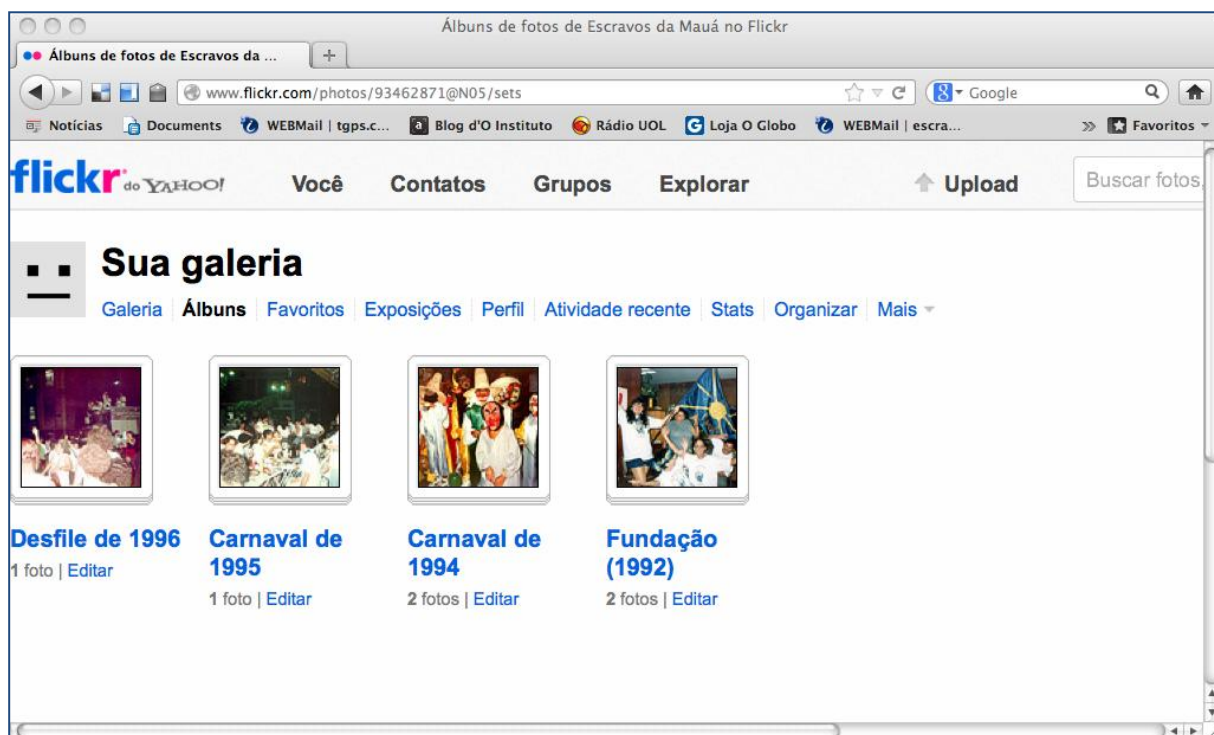 Álbuns de fotos de Escravos da Mauá no Flickr
Álbuns de fotos de Escravos da ...
www.flickr.com/photos/93462871@N05/sets
Google
Notícias Documents WEBMail | tgps.c... Blog d'O Instituto Rádio UOL Loja O Globo WEBMail | escra... Favoritos
flickr do YAHOO! Você Contatos Grupos Explorar Upload Buscar fotos,
Sua galeria
Galeria Álbuns Favoritos Exposições Perfil Atividade recente Stats Organizar Mais
Desfile de 1996
1 foto | Editar
Carnaval de
1995
1 foto | Editar
Carnaval de
1994
2 fotos | Editar
Fundação
(1992)
2 fotos | Editar